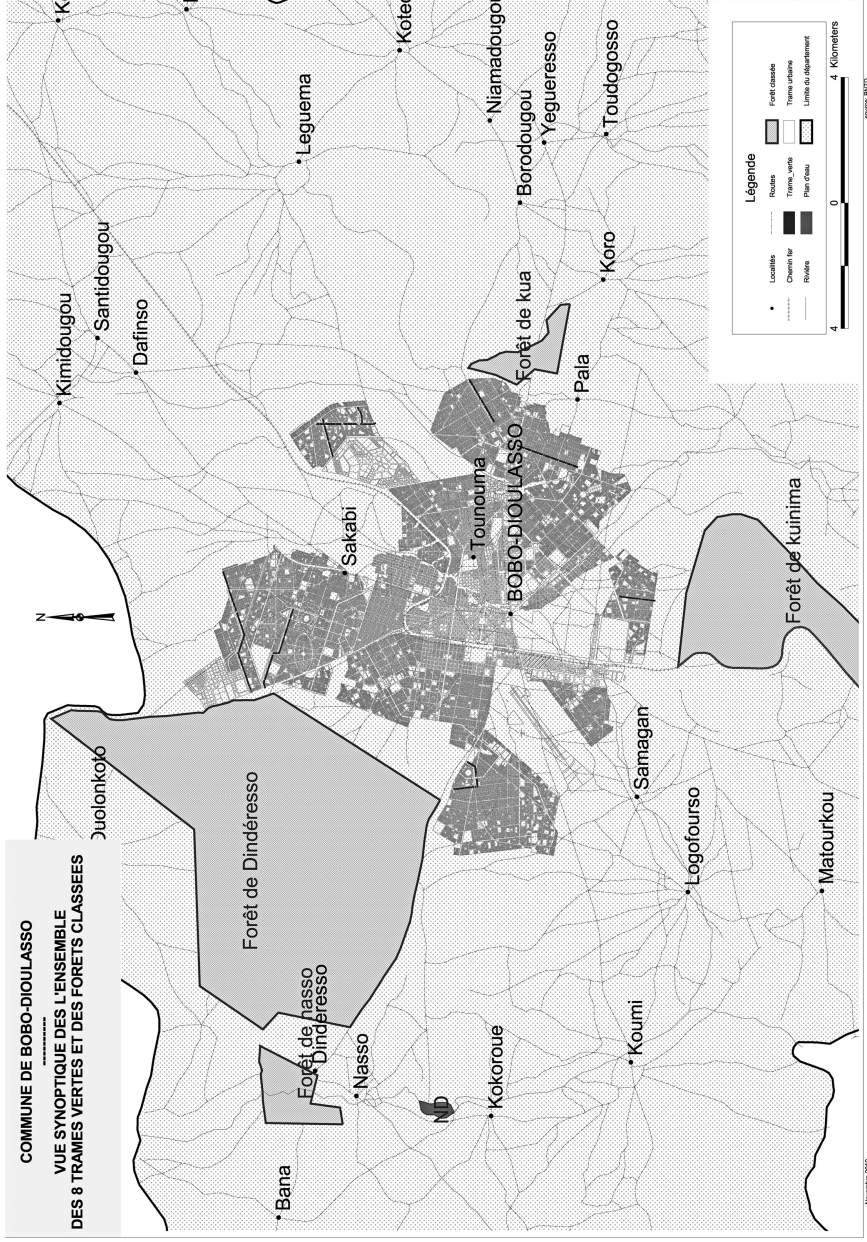 COMMUNE DE BOBO-DIOULASSO
----------
VUE SYNOPTIQUE DES L'ENSEMBLE
DES 8 TRAMES VERTES ET DES FORETS CLASSEES
N
Kimidougou
Santidougou
Dafinso
Leguema
Niamadougou
Yegueresso
Borodougou
Toudogosso
Koro
Forêt de kua
Pala
Sakabi
Tounouma
BOBO-DIOULASSO
Forêt de kuinima
Forêt de Dindéresso
Forêt de nasso
Dinderesso
Nasso
ND
Kokoroue
Bana
Koumi
Samagan
Logofourso
Matourkou
Légende
Localités
Routes
Forêt classée
Chemin fer
Trame_verte
Trame urbaine
Rivière
Plan d'eau
Limite du département
4 0 4 Kilometers